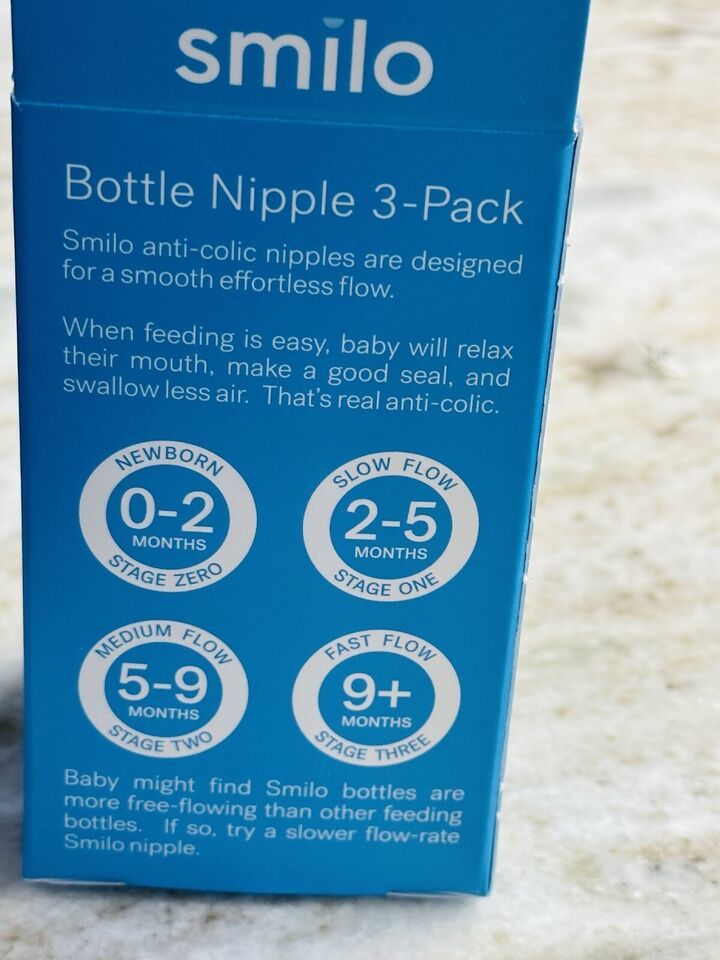 smilo
Bottle Nipple 3-Pack
Smilo anti-colic nipples are designed
for a smooth effortless flow.
When feeding is easy, baby will relax
their mouth, make a good seal, and
swallow less air. That's real anti-colic.
NEWBORN
0-2
MONTHS
STAGE ZERO
SLOW FLOW
2-5
MONTHS
STAGE ONE
MEDIUM FLOW
5-9
MONTHS
STAGE TWO
FAST FLOW
9+
MONTHS
STAGE THREE
Baby might find Smilo bottles are
more free-flowing than other feeding
bottles. If so, try a slower flow-rate
Smilo nipple.